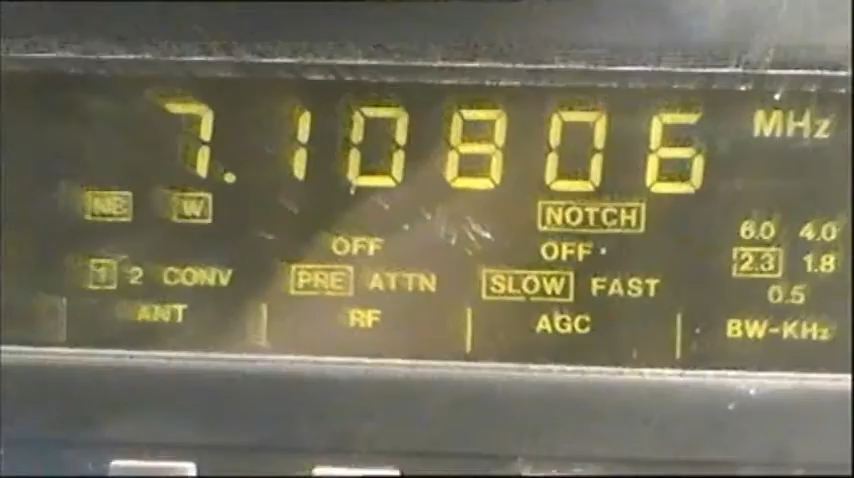 7.10806 MHz
NB W NOTCH
6.0 4.0
OFF OFF
2.3 1.8
1 2 CONV PRE ATTN SLOW FAST
0.5
ANT RF AGC BW-KHz